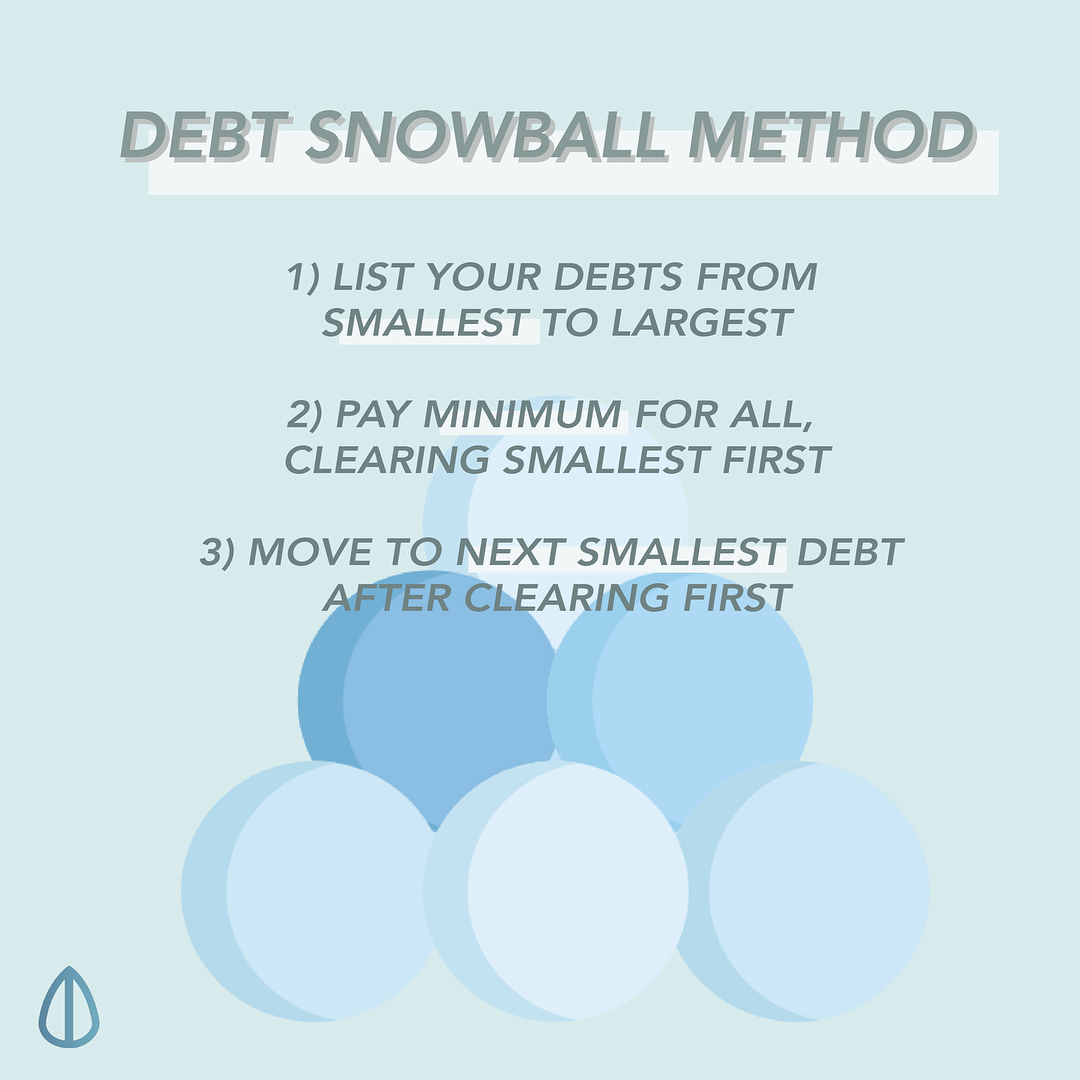 DEBT SNOWBALL METHOD
1) LIST YOUR DEBTS FROM
SMALLEST TO LARGEST
2) PAY MINIMUM FOR ALL,
CLEARING SMALLEST FIRST
3) MOVE TO NEXT SMALLEST DEBT
AFTER CLEARING FIRST